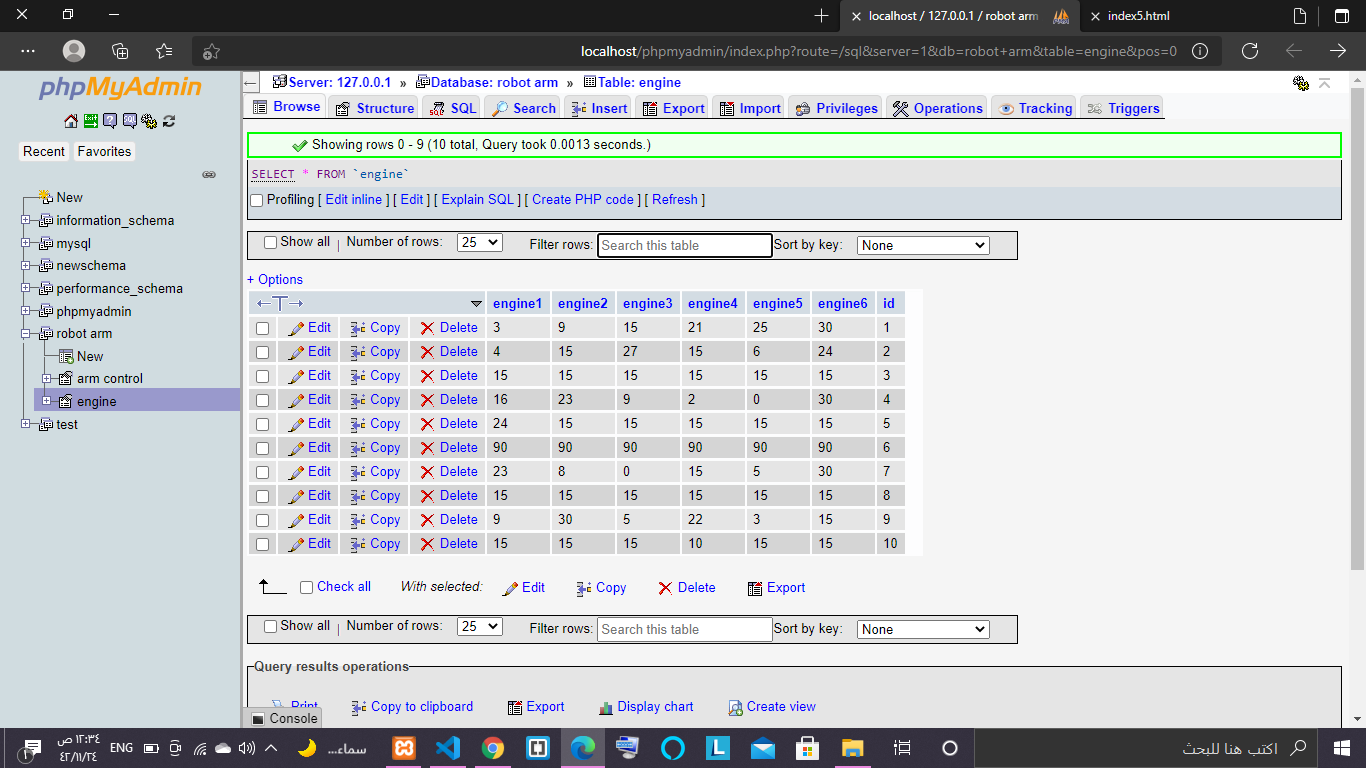 localhost / 127.0.0.1 / robot arm
index5.html
localhost/phpmyadmin/index.php?route=/sql&server=1&db=robot+arm&table=engine&pos=0
phpMyAdmin
Recent Favorites
New
information_schema
mysql
newschema
performance_schema
phpmyadmin
robot arm
New
arm control
engine
test
Server: 127.0.0.1 » Database: robot arm » Table: engine
Browse Structure SQL Search Insert Export Import Privileges Operations Tracking Triggers
Showing rows 0 - 9 (10 total, Query took 0.0013 seconds.)
SELECT * FROM `engine`
Profiling [ Edit inline ] [ Edit ] [ Explain SQL ] [ Create PHP code ] [ Refresh ]
Show all | Number of rows: 25 Filter rows: Search this table Sort by key: None
+ Options
←T→ engine1 engine2 engine3 engine4 engine5 engine6 id
Edit Copy Delete 3 9 15 21 25 30 1
Edit Copy Delete 4 15 27 15 6 24 2
Edit Copy Delete 15 15 15 15 15 15 3
Edit Copy Delete 16 23 9 2 0 30 4
Edit Copy Delete 24 15 15 15 15 15 5
Edit Copy Delete 90 90 90 90 90 90 6
Edit Copy Delete 23 8 0 15 5 30 7
Edit Copy Delete 15 15 15 15 15 15 8
Edit Copy Delete 9 30 5 22 3 15 9
Edit Copy Delete 15 15 15 10 15 15 10
Check all With selected: Edit Copy Delete Export
Show all | Number of rows: 25 Filter rows: Search this table Sort by key: None
Query results operations
Print Copy to clipboard Export Display chart Create view
Console
١٢:٣٤ ص
٤٢/١١/٢٤
ENG
سماء...
اكتب هنا للبحث